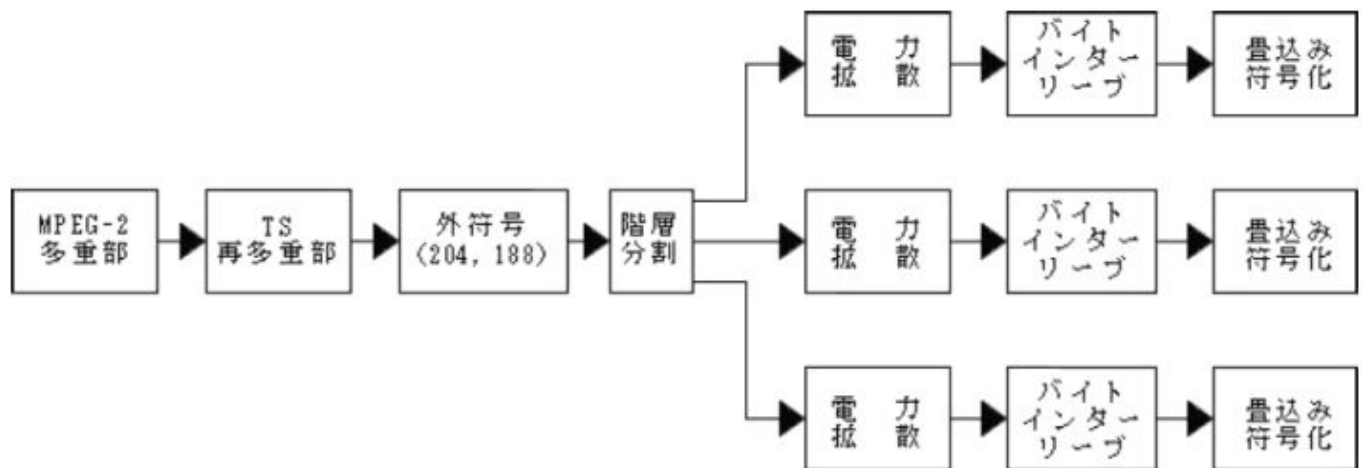 電 力
拡 散
バイト
インター
リーブ
畳込み
符号化
MPEG-2
多重部
TS
再多重部
外符号
(204, 188)
階層
分割
電 力
拡 散
バイト
インター
リーブ
畳込み
符号化
電 力
拡 散
バイト
インター
リーブ
畳込み
符号化